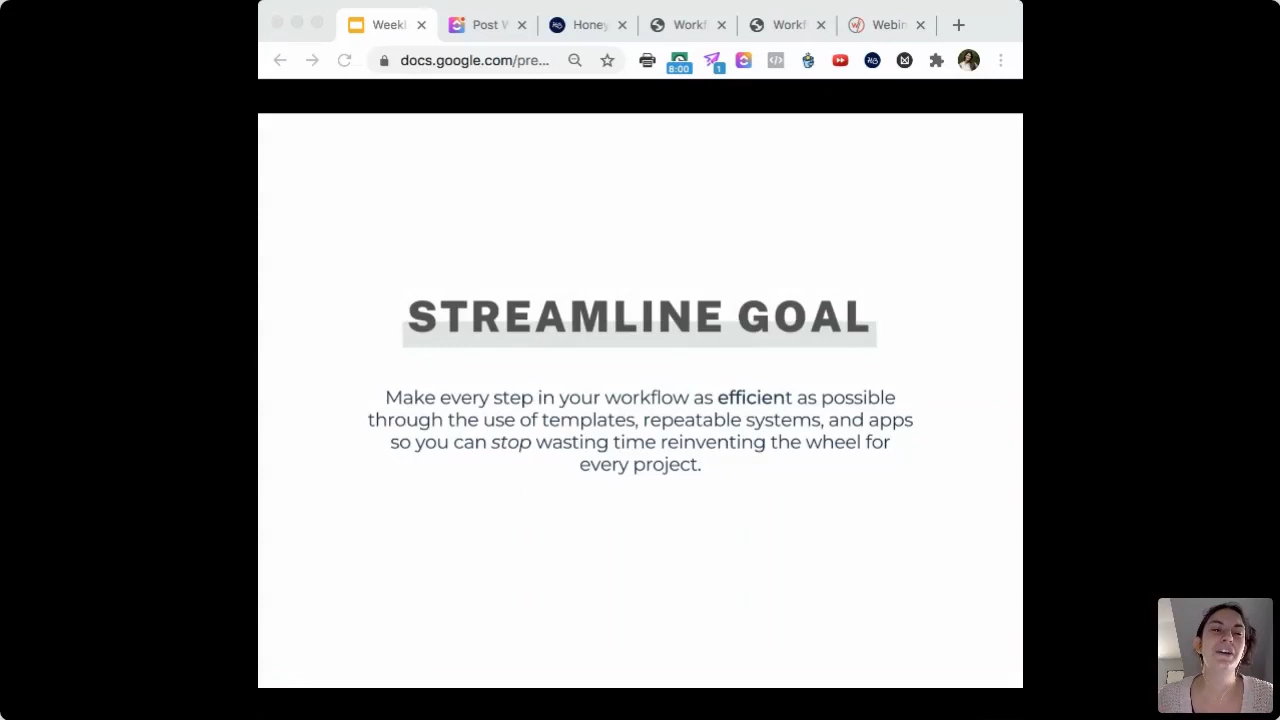 Weekl
Post W
Honey
Workf
Workf
Webin
docs.google.com/pre...
8:00
1
STREAMLINE GOAL
Make every step in your workflow as efficient as possible
through the use of templates, repeatable systems, and apps
so you can stop wasting time reinventing the wheel for
every project.